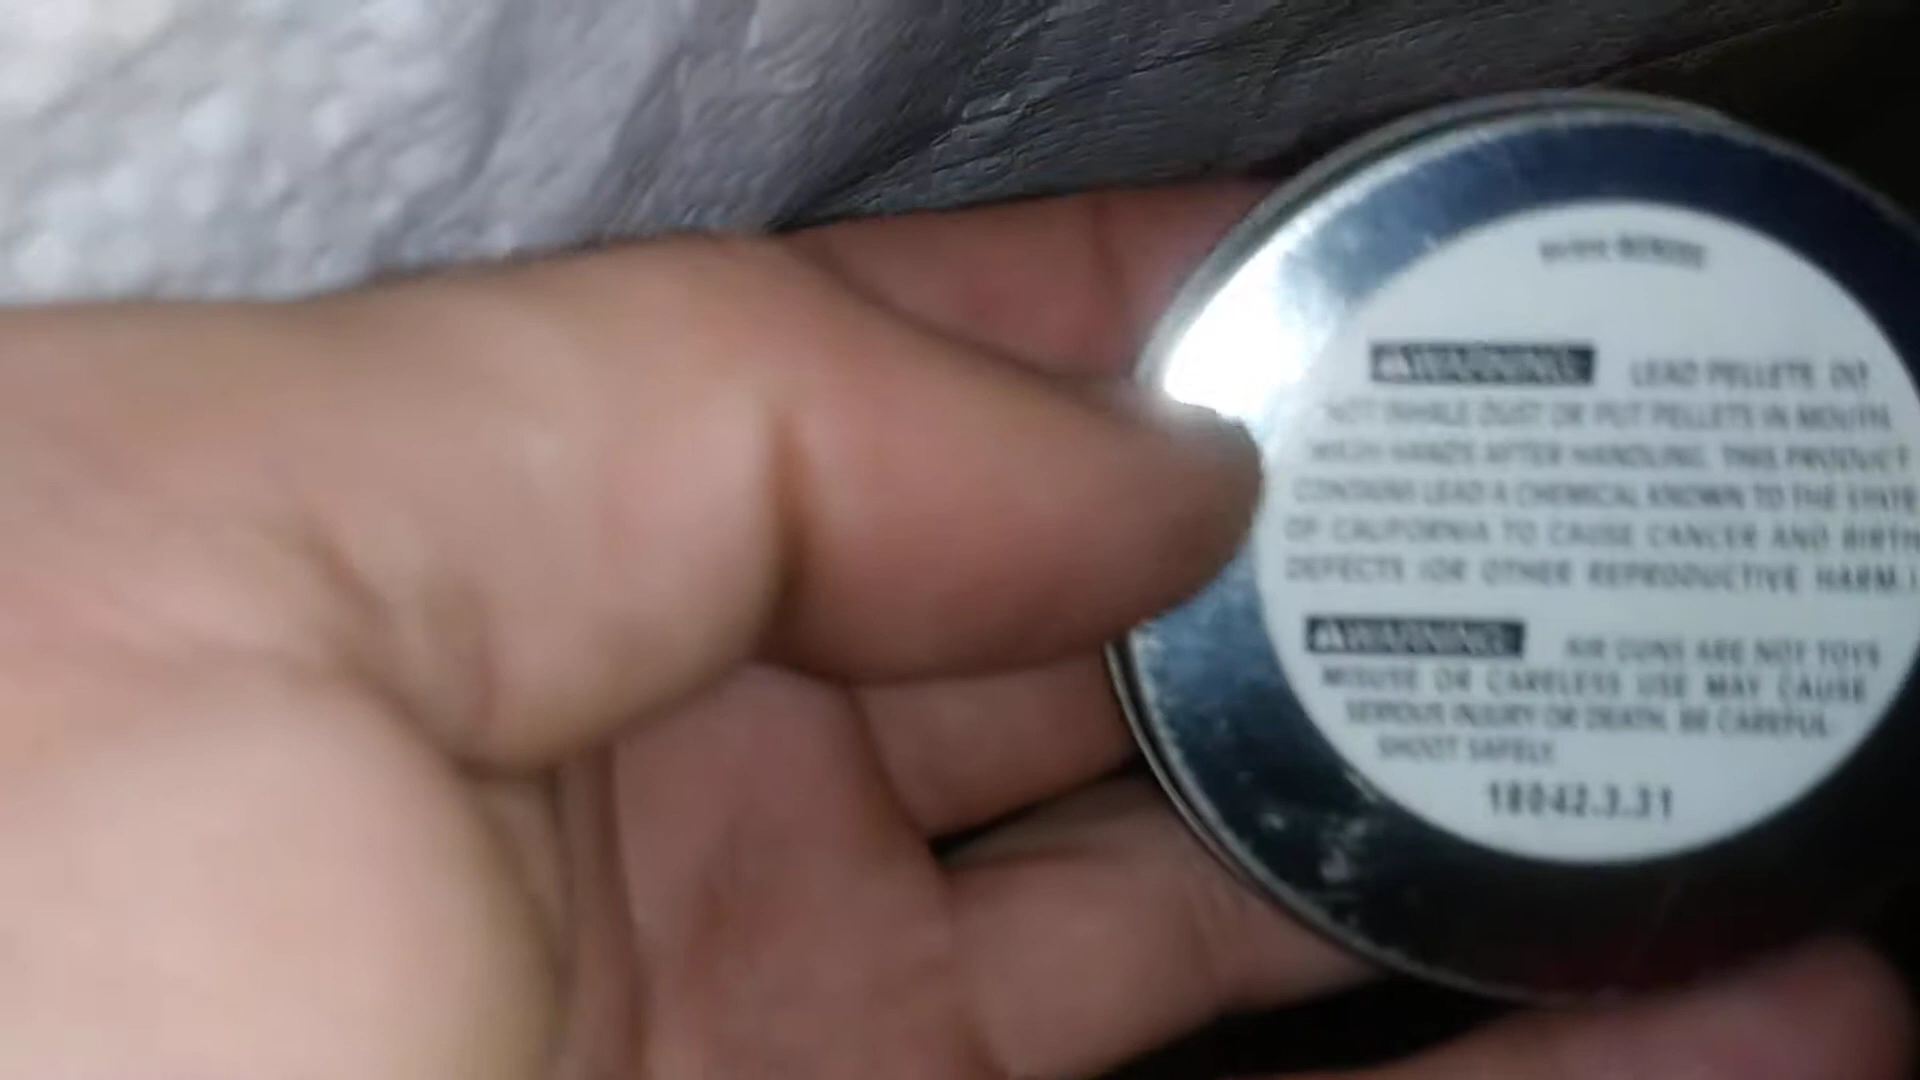 ⚠WARNING: LEAD PELLETS DO
NOT INHALE DUST OR PUT PELLETS IN MOUTH
WASH HANDS AFTER HANDLING. THIS PRODUCT
CONTAINS LEAD A CHEMICAL KNOWN TO THE STATE
OF CALIFORNIA TO CAUSE CANCER AND BIRTH
DEFECTS (OR OTHER REPRODUCTIVE HARM.)
⚠WARNING: AIR GUNS ARE NOT TOYS
MISUSE OR CARELESS USE MAY CAUSE
SERIOUS INJURY OR DEATH. BE CAREFUL-
SHOOT SAFELY.
18042.3.31